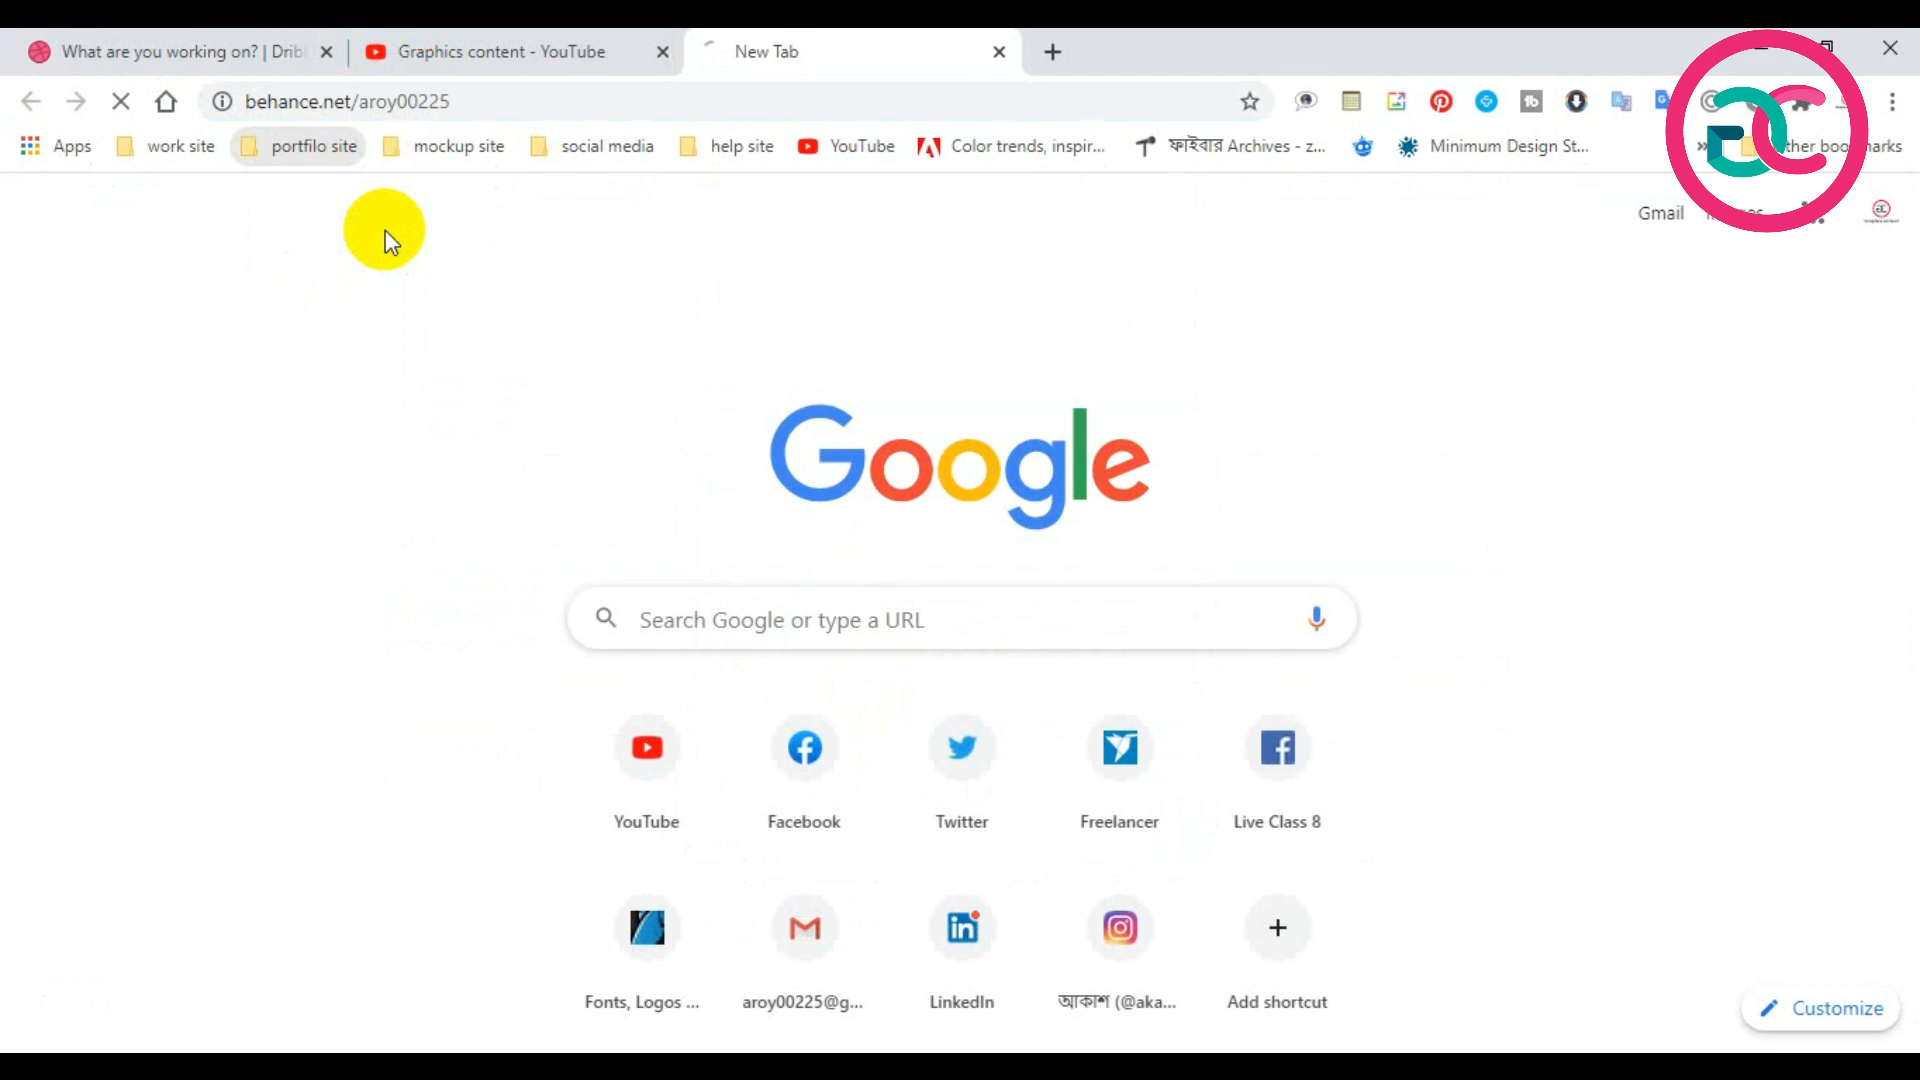 What are you working on? | Drib
Graphics content - YouTube
New Tab
behance.net/aroy00225
Apps
work site
portfilo site
mockup site
social media
help site
YouTube
Color trends, inspir...
ফাইবার Archives - z...
Minimum Design St...
Gmail
Google
Search Google or type a URL
YouTube
Facebook
Twitter
Freelancer
Live Class 8
Fonts, Logos ...
aroy00225@g...
LinkedIn
আকাশ (@aka...
Add shortcut
Customize